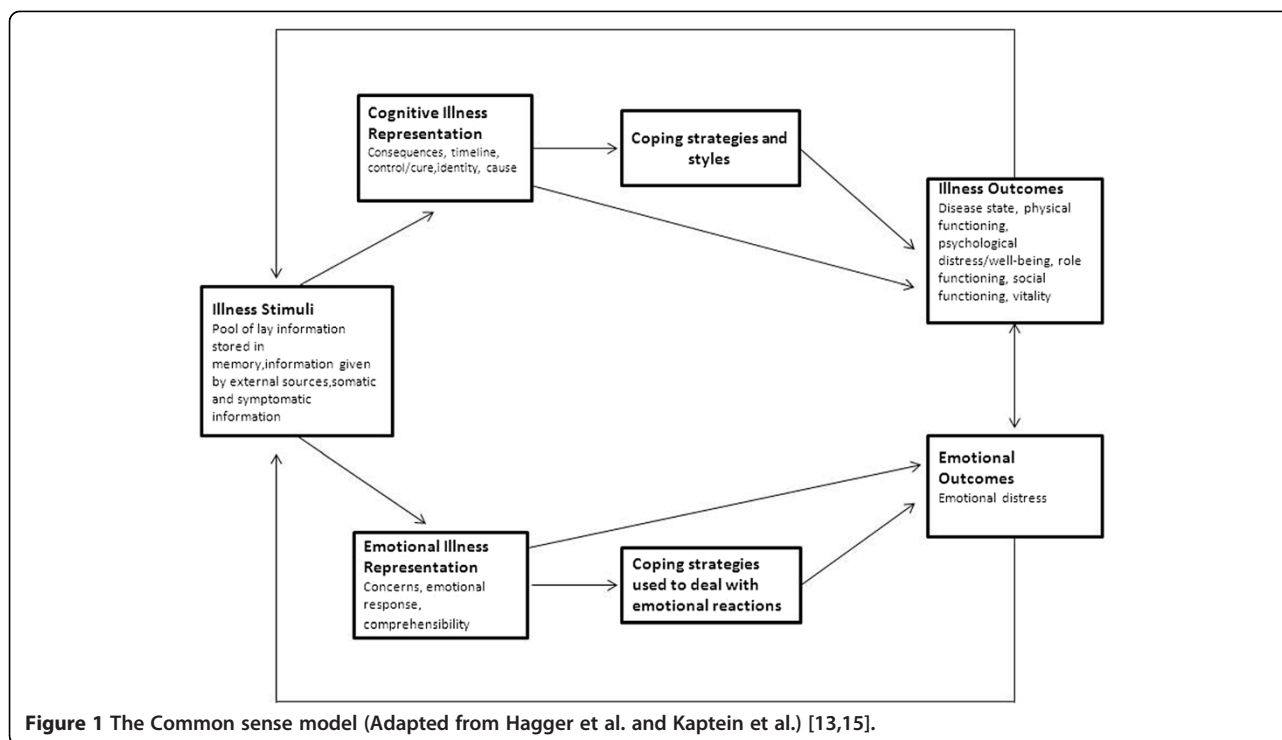 Cognitive Illness
Representation
Consequences, timeline,
control/cure,identity, cause
Coping strategies and
styles
Illness Outcomes
Disease state, physical
functioning,
psychological
distress/well-being, role
functioning, social
functioning, vitality
Illness Stimuli
Pool of lay information
stored in
memory,information given
by external sources,somatic
and symptomatic
information
Emotional
Outcomes
Emotional distress
Emotional Illness
Representation
Concerns, emotional
response,
comprehensibility
Coping strategies
used to deal with
emotional reactions
Figure 1 The Common sense model (Adapted from Hagger et al. and Kaptein et al.) [13,15].